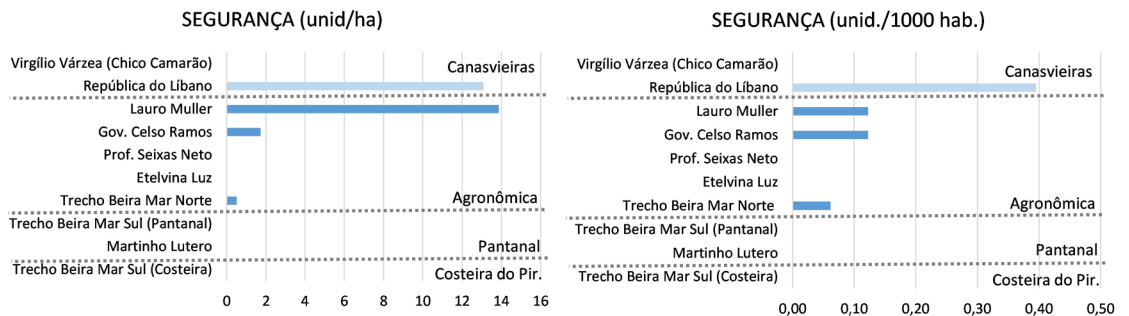 SEGURANÇA (unid/ha)
Virgílio Várzea (Chico Camarão)
Canasvieiras
República do Líbano
Lauro Muller
Gov. Celso Ramos
Prof. Seixas Neto
Etelvina Luz
Trecho Beira Mar Norte
Agronômica
Trecho Beira Mar Sul (Pantanal)
Martinho Lutero
Pantanal
Trecho Beira Mar Sul (Costeira)
Costeira do Pir.
0 2 4 6 8 10 12 14 16
SEGURANÇA (unid./1000 hab.)
Virgílio Várzea (Chico Camarão)
Canasvieiras
República do Líbano
Lauro Muller
Gov. Celso Ramos
Prof. Seixas Neto
Etelvina Luz
Trecho Beira Mar Norte
Agronômica
Trecho Beira Mar Sul (Pantanal)
Martinho Lutero
Pantanal
Trecho Beira Mar Sul (Costeira)
Costeira do Pir.
0,00 0,10 0,20 0,30 0,40 0,50